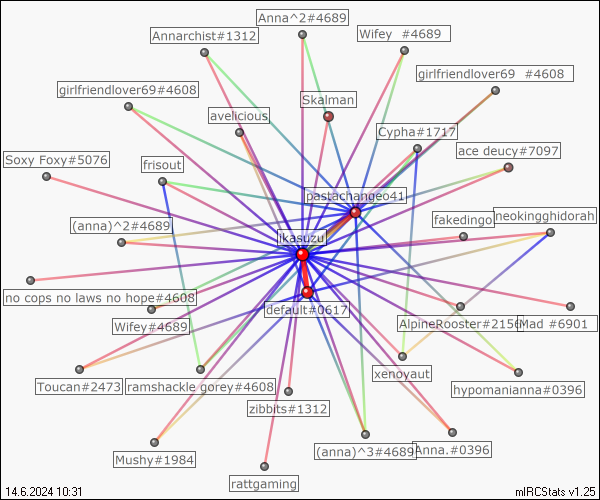 Anna^2#4689
Annarchist#1312
Wifey  #4689
girlfriendlover69  #4608
girlfriendlover69#4608
Skalman
avelicious
Cypha#1717
ace deucy#7097
Soxy Foxy#5076
frisout
pastachangeo41
fakedingo
neokingghidorah
(anna)^2#4689
ikasuzu
no cops no laws no hope#4608
default#0617
Wifey#4689
AlpineRooster#2156
Mad #6901
xenoyaut
Toucan#2473
ramshackle gorey#4608
hypomanianna#0396
zibbits#1312
(anna)^3#4689
Anna.#0396
Mushy#1984
rattgaming
14.6.2024 10:31
mIRCStats v1.25